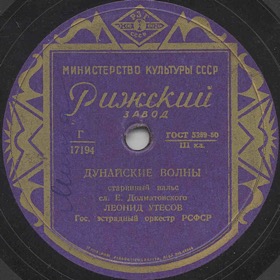 МИНИСТЕРСТВО КУЛЬТУРЫ СССР
Рижский
ЗАВОД
Г
17194
ГОСТ 5289-50
III кл.
ДУНАЙСКИЕ ВОЛНЫ
старинный вальс
сл. Е. Долматовского
ЛЕОНИД УТЕСОВ
Гос. эстрадный оркестр РСФСР